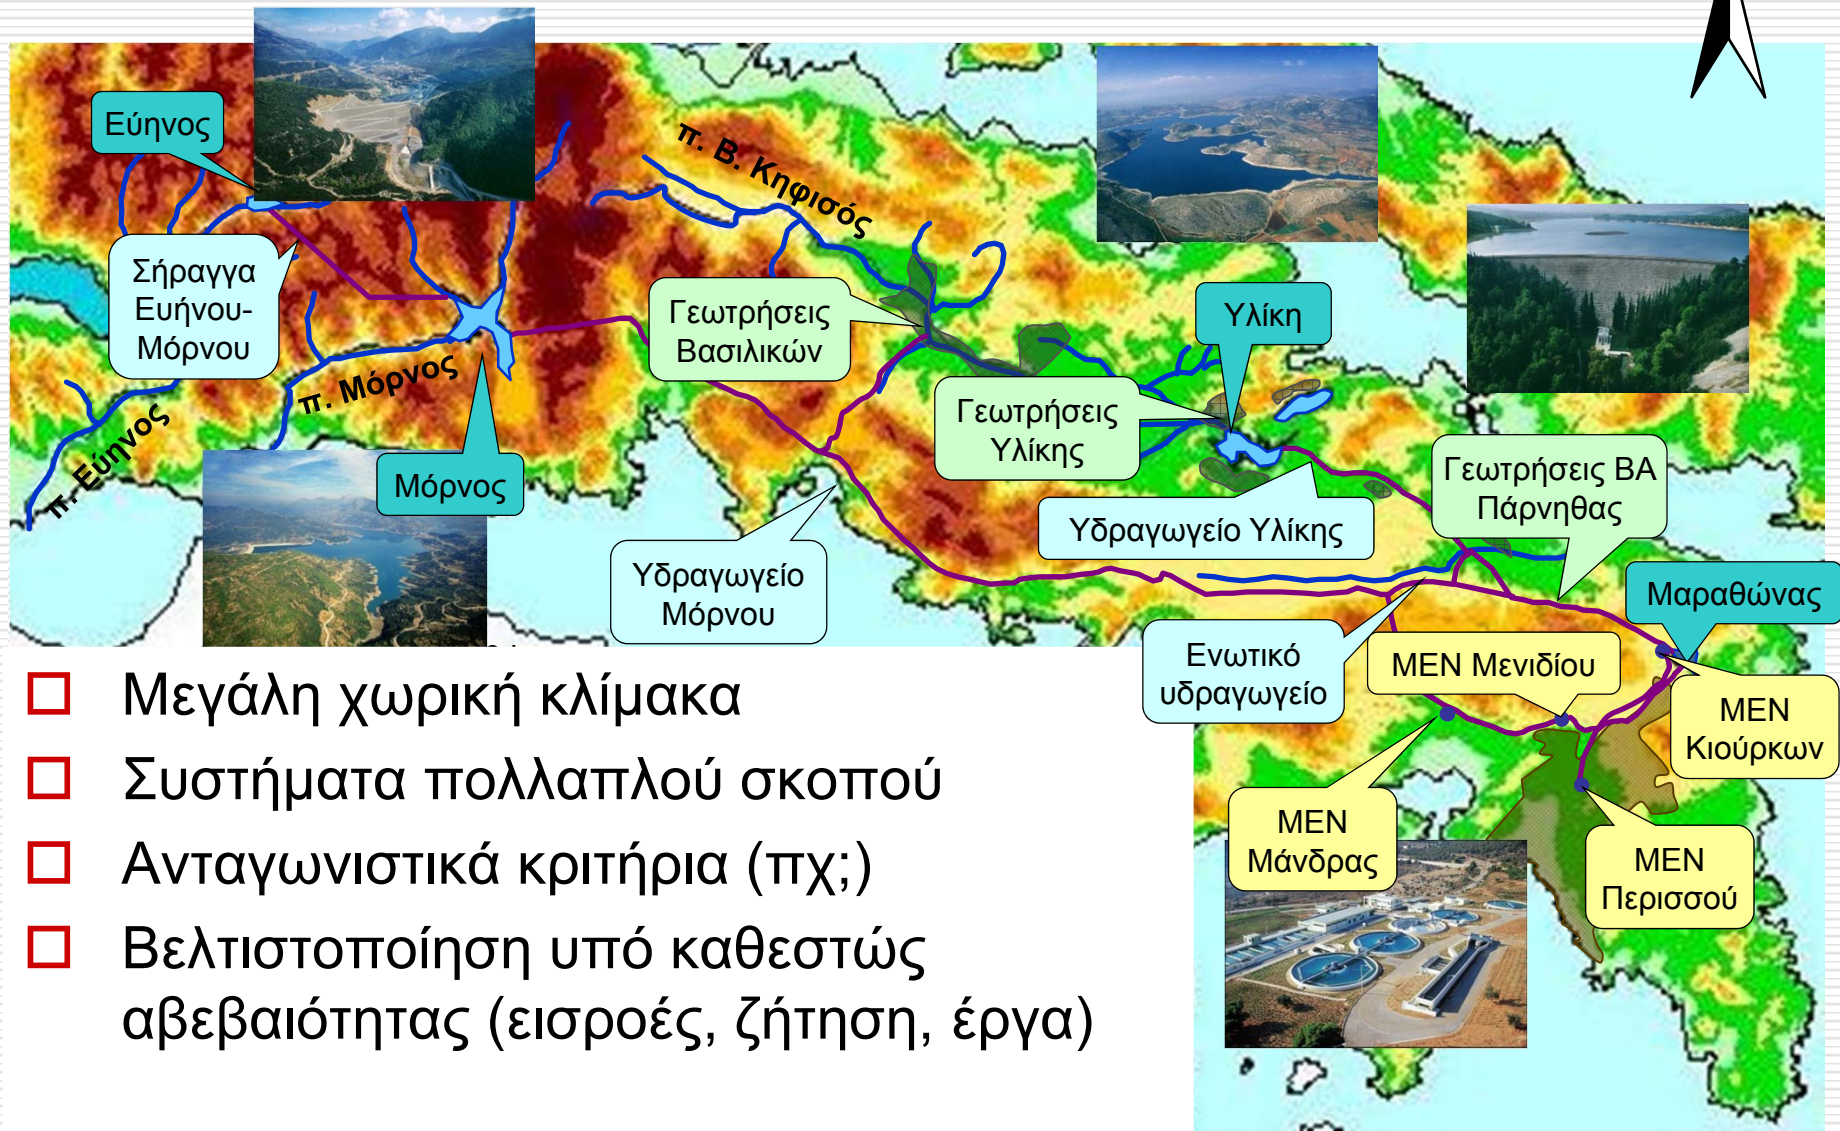 Εύηνος
π. Β. Κηφισός
Σήραγγα
Ευήνου-
Μόρνου
Γεωτρήσεις
Βασιλικών
Υλίκη
π. Μόρνος
π. Εύηνος
Μόρνος
Γεωτρήσεις
Υλίκης
Γεωτρήσεις ΒΑ
Πάρνηθας
Υδραγωγείο Υλίκης
Υδραγωγείο
Μόρνου
Μαραθώνας
Ενωτικό
υδραγωγείο
ΜΕΝ Μενιδίου
ΜΕΝ
Κιούρκων
ΜΕΝ
Μάνδρας
ΜΕΝ
Περισσού
Μεγάλη χωρική κλίμακα
Συστήματα πολλαπλού σκοπού
Ανταγωνιστικά κριτήρια (πχ;)
Βελτιστοποίηση υπό καθεστώς
αβεβαιότητας (εισροές, ζήτηση, έργα)